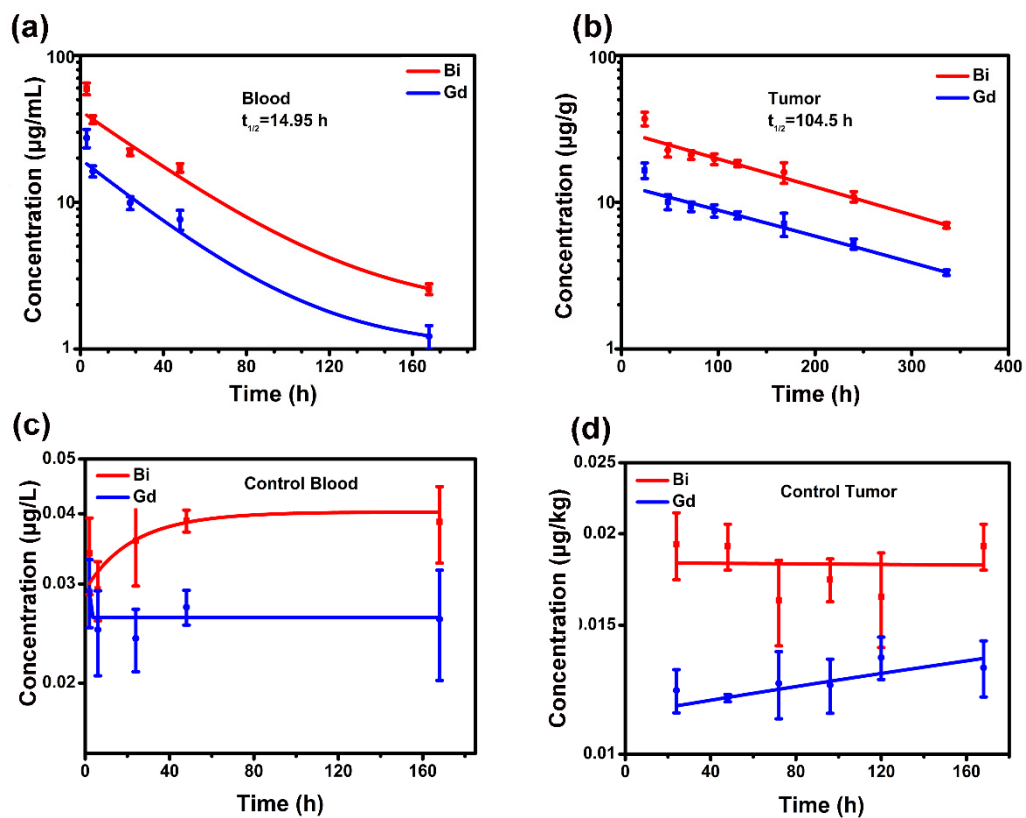 (a)
100
10
1
Concentration (µg/mL)
Blood
t1/2=14.95 h
Bi
Gd
0 40 80 120 160
Time (h)
(b)
100
10
1
Concentration (µg/g)
Tumor
t1/2=104.5 h
Bi
Gd
0 100 200 300 400
Time (h)
(c)
0.05
0.04
0.03
0.02
Concentration (µg/L)
Bi
Gd
Control Blood
0 40 80 120 160
Time (h)
(d)
0.025
0.02
0.015
0.01
Concentration (µg/kg)
Bi
Gd
Control Tumor
0 40 80 120 160
Time (h)